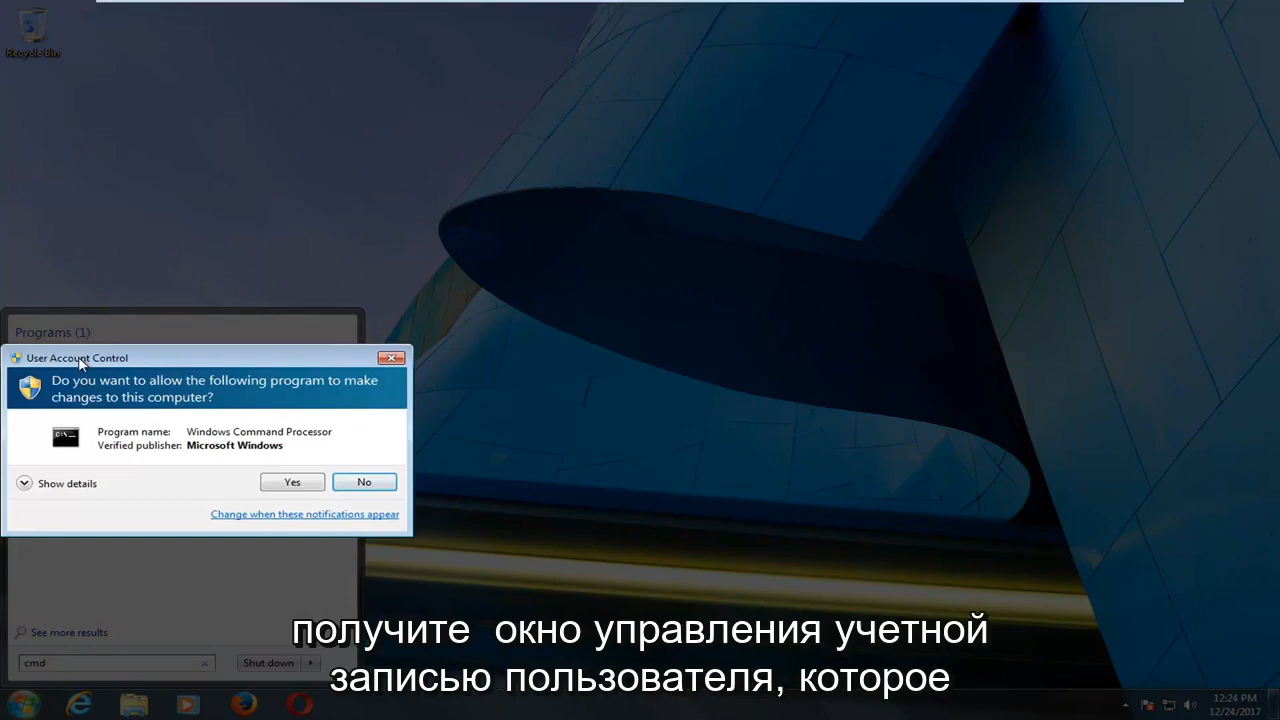 Recycle Bin
Programs (1)
User Account Control
Do you want to allow the following program to make
changes to this computer?
Program name: Windows Command Processor
Verified publisher: Microsoft Windows
Show details
Yes
No
Change when these notifications appear
See more results
cmd
Shut down
получите окно управления учетной
записью пользователя, которое
12:24 PM
12/24/2017